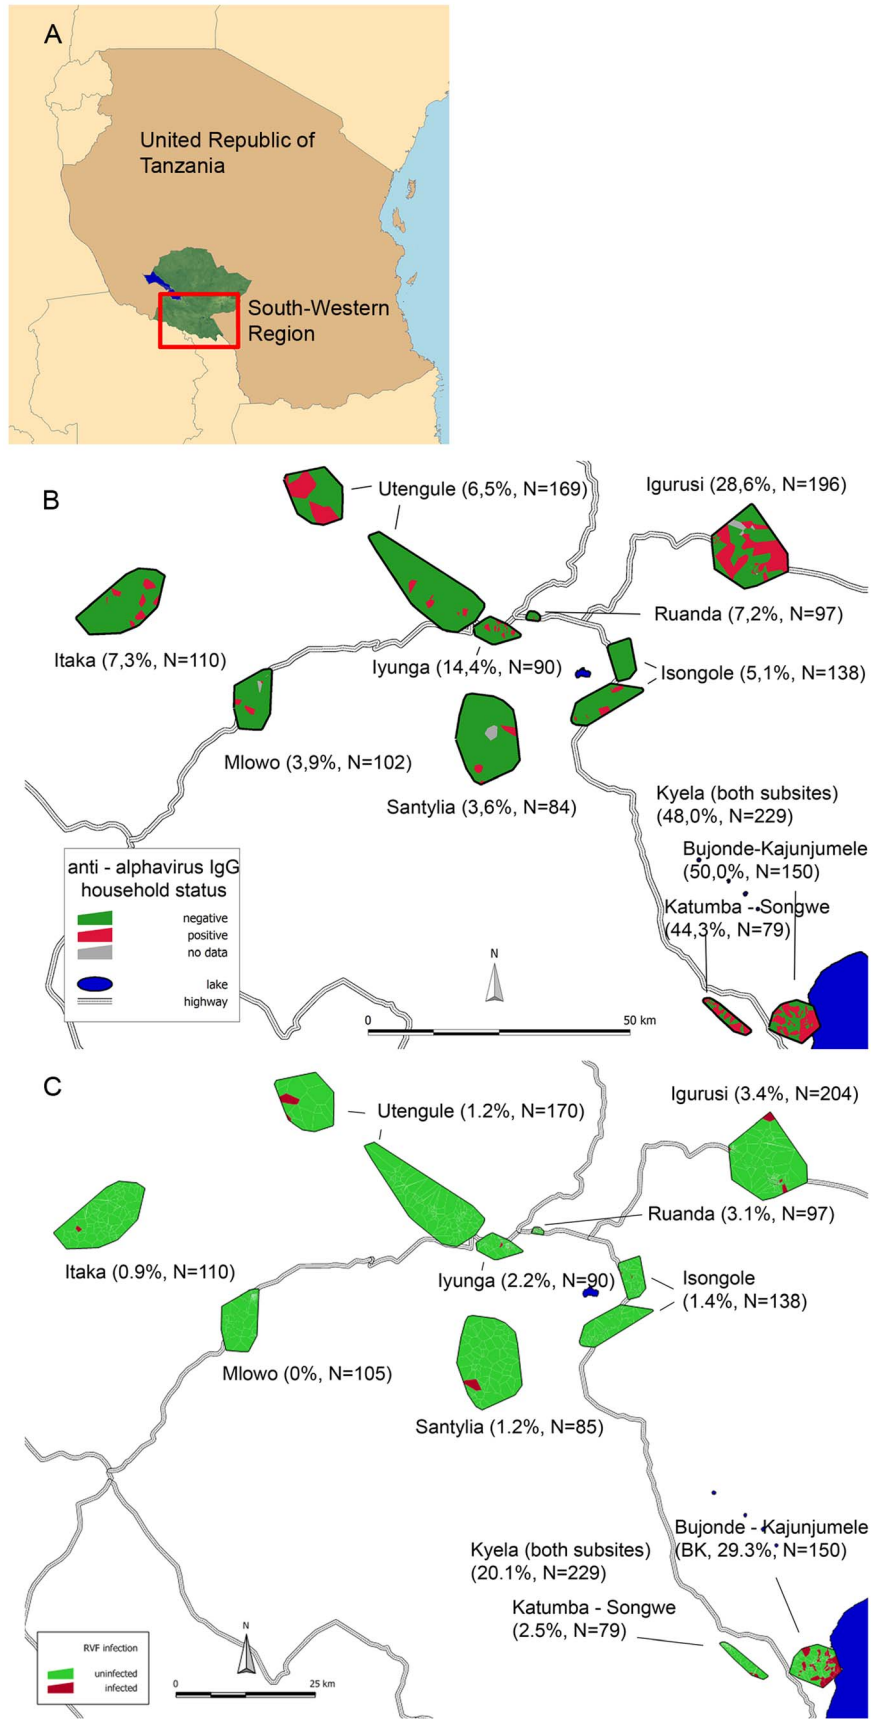 A
United Republic of
Tanzania
South-Western
Region
B
Utengule (6,5%, N=169)
Igurusi (28,6%, N=196)
Ruanda (7,2%, N=97)
Itaka (7,3%, N=110)
Iyunga (14,4%, N=90)
Isongole (5,1%, N=138)
Mlowo (3,9%, N=102)
Santylia (3,6%, N=84)
Kyela (both subsites)
(48,0%, N=229)
Bujonde-Kajunjumele
(50,0%, N=150)
Katumba - Songwe
(44,3%, N=79)
anti - alphavirus IgG
household status
negative
positive
no data
lake
highway
N
0
50 km
C
Utengule (1.2%, N=170)
Igurusi (3.4%, N=204)
Ruanda (3.1%, N=97)
Itaka (0.9%, N=110)
Iyunga (2.2%, N=90)
Isongole
(1.4%, N=138)
Mlowo (0%, N=105)
Santylia (1.2%, N=85)
Bujonde - Kajunjumele
(BK, 29.3%, N=150)
Kyela (both subsites)
(20.1%, N=229)
Katumba - Songwe
(2.5%, N=79)
RVF infection
uninfected
infected
N
0
25 km